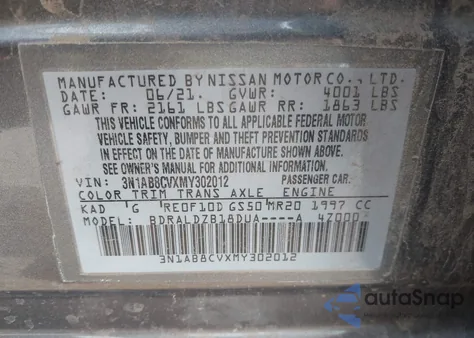 MANUFACTURED BY NISSAN MOTOR CO., LTD.
DATE: 06/21. GVWR: 4001 LBS
GAWR FR: 2161 LBS GAWR RR: 1863 LBS
THIS VEHICLE CONFORMS TO ALL APPLICABLE FEDERAL MOTOR
VEHICLE SAFETY, BUMPER AND THEFT PREVENTION STANDARDS
IN EFFECT ON THE DATE OF MANUFACTURE SHOWN ABOVE.
SEE OWNER'S MANUAL FOR ADDITIONAL INFORMATION.
VIN: 3N1AB8CVXMY302012 PASSENGER CAR.
COLOR TRIM TRANS AXLE ENGINE
KAD G RE0F10D GS50 MR20 1997 CC
MODEL: BDRALDZB18DUA----A 4Z000
3N1AB8CVXMY302012
autoSnap